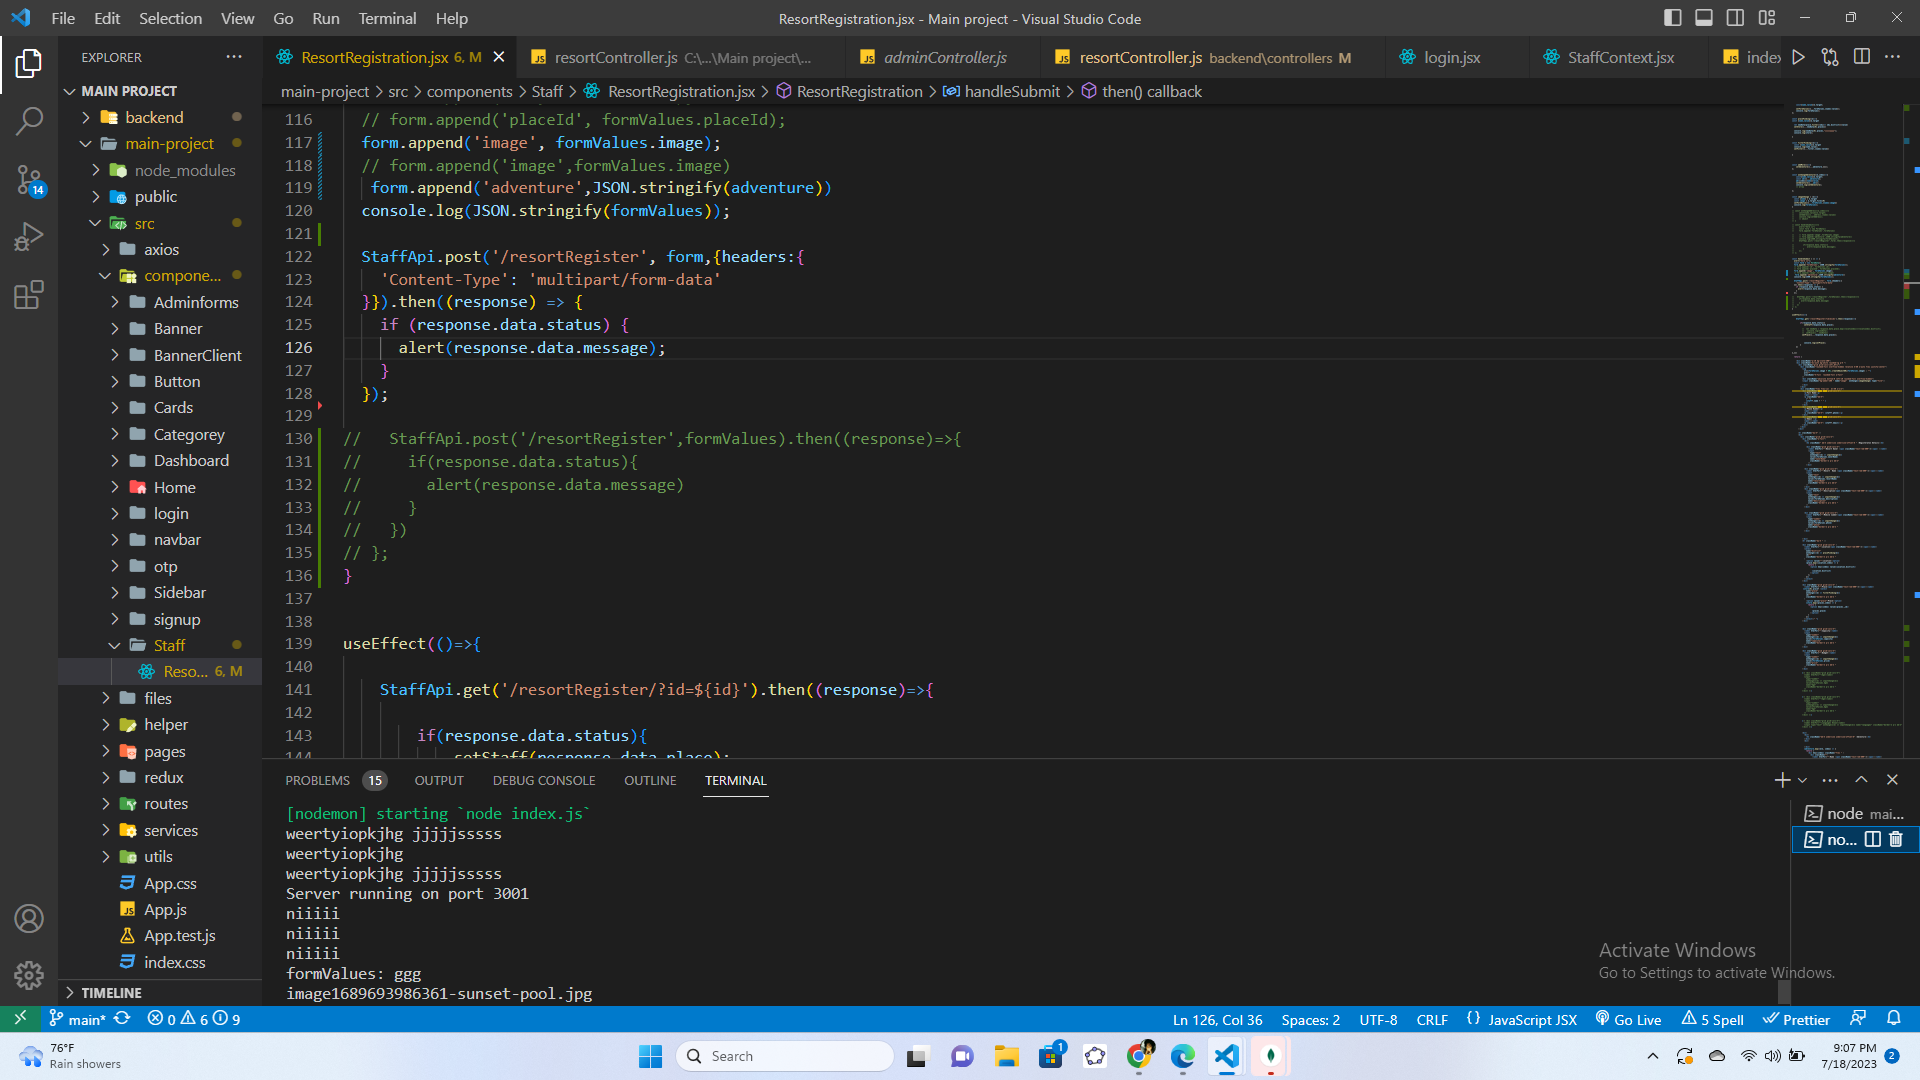 File Edit Selection View Go Run Terminal Help
ResortRegistration.jsx - Main project - Visual Studio Code
EXPLORER
ResortRegistration.jsx 6, M
resortController.js C:\...\Main project\...
adminController.js
resortController.js backend\controllers M
login.jsx
StaffContext.jsx
index
main-project > src > components > Staff > ResortRegistration.jsx > ResortRegistration > handleSubmit > then() callback
MAIN PROJECT
backend
main-project
node_modules
public
src
axios
compone...
Adminforms
Banner
BannerClient
Button
Cards
Categorey
Dashboard
Home
login
navbar
otp
Sidebar
signup
Staff
Reso... 6, M
files
helper
pages
redux
routes
services
utils
App.css
App.js
App.test.js
index.css
TIMELINE
14
116 // form.append('placeId', formValues.placeId);
117 form.append('image', formValues.image);
118 // form.append('image',formValues.image)
119 form.append('adventure',JSON.stringify(adventure))
120 console.log(JSON.stringify(formValues));
121
122 StaffApi.post('/resortRegister', form,{headers:{
123 'Content-Type': 'multipart/form-data'
124 }}).then((response) => {
125 if (response.data.status) {
126 alert(response.data.message);
127 }
128 });
129
130 // StaffApi.post('/resortRegister',formValues).then((response)=>{
131 // if(response.data.status){
132 // alert(response.data.message)
133 // }
134 // })
135 // };
136 }
137
138
139 useEffect(()=>{
140
141 StaffApi.get('/resortRegister/?id=${id}').then((response)=>{
142
143 if(response.data.status){
144 setStaff(response.data.place);
PROBLEMS 15 OUTPUT DEBUG CONSOLE OUTLINE TERMINAL
[nodemon] starting `node index.js`
weertyiopkjhg jjjjjsssss
weertyiopkjhg
weertyiopkjhg jjjjjsssss
Server running on port 3001
niiiii
niiiii
niiiii
formValues: ggg
image1689693986361-sunset-pool.jpg
node mai...
no...
Activate Windows
Go to Settings to activate Windows.
main* 0 6 9
Ln 126, Col 36 Spaces: 2 UTF-8 CRLF {} JavaScript JSX Go Live 5 Spell Prettier
76°F
Rain showers
Search
1
9:07 PM
7/18/2023
2